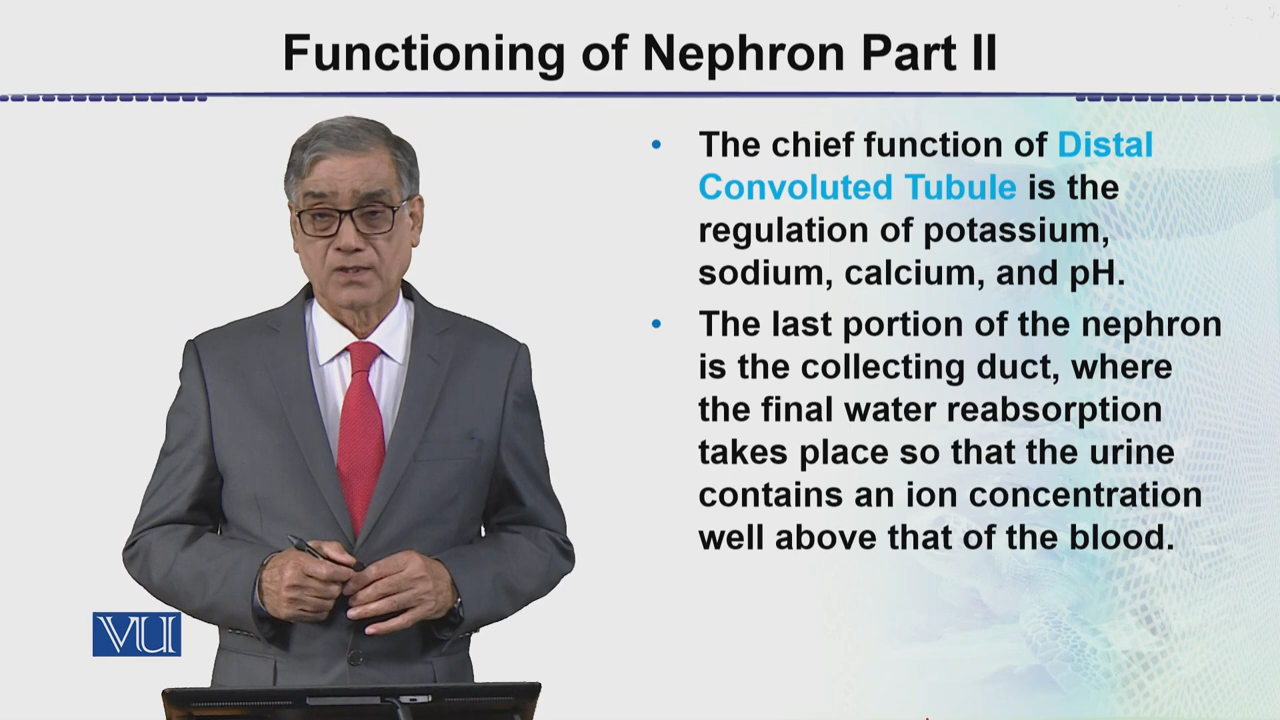 Functioning of Nephron Part II
• The chief function of Distal
Convoluted Tubule is the
regulation of potassium,
sodium, calcium, and pH.
• The last portion of the nephron
is the collecting duct, where
the final water reabsorption
takes place so that the urine
contains an ion concentration
well above that of the blood.
VU